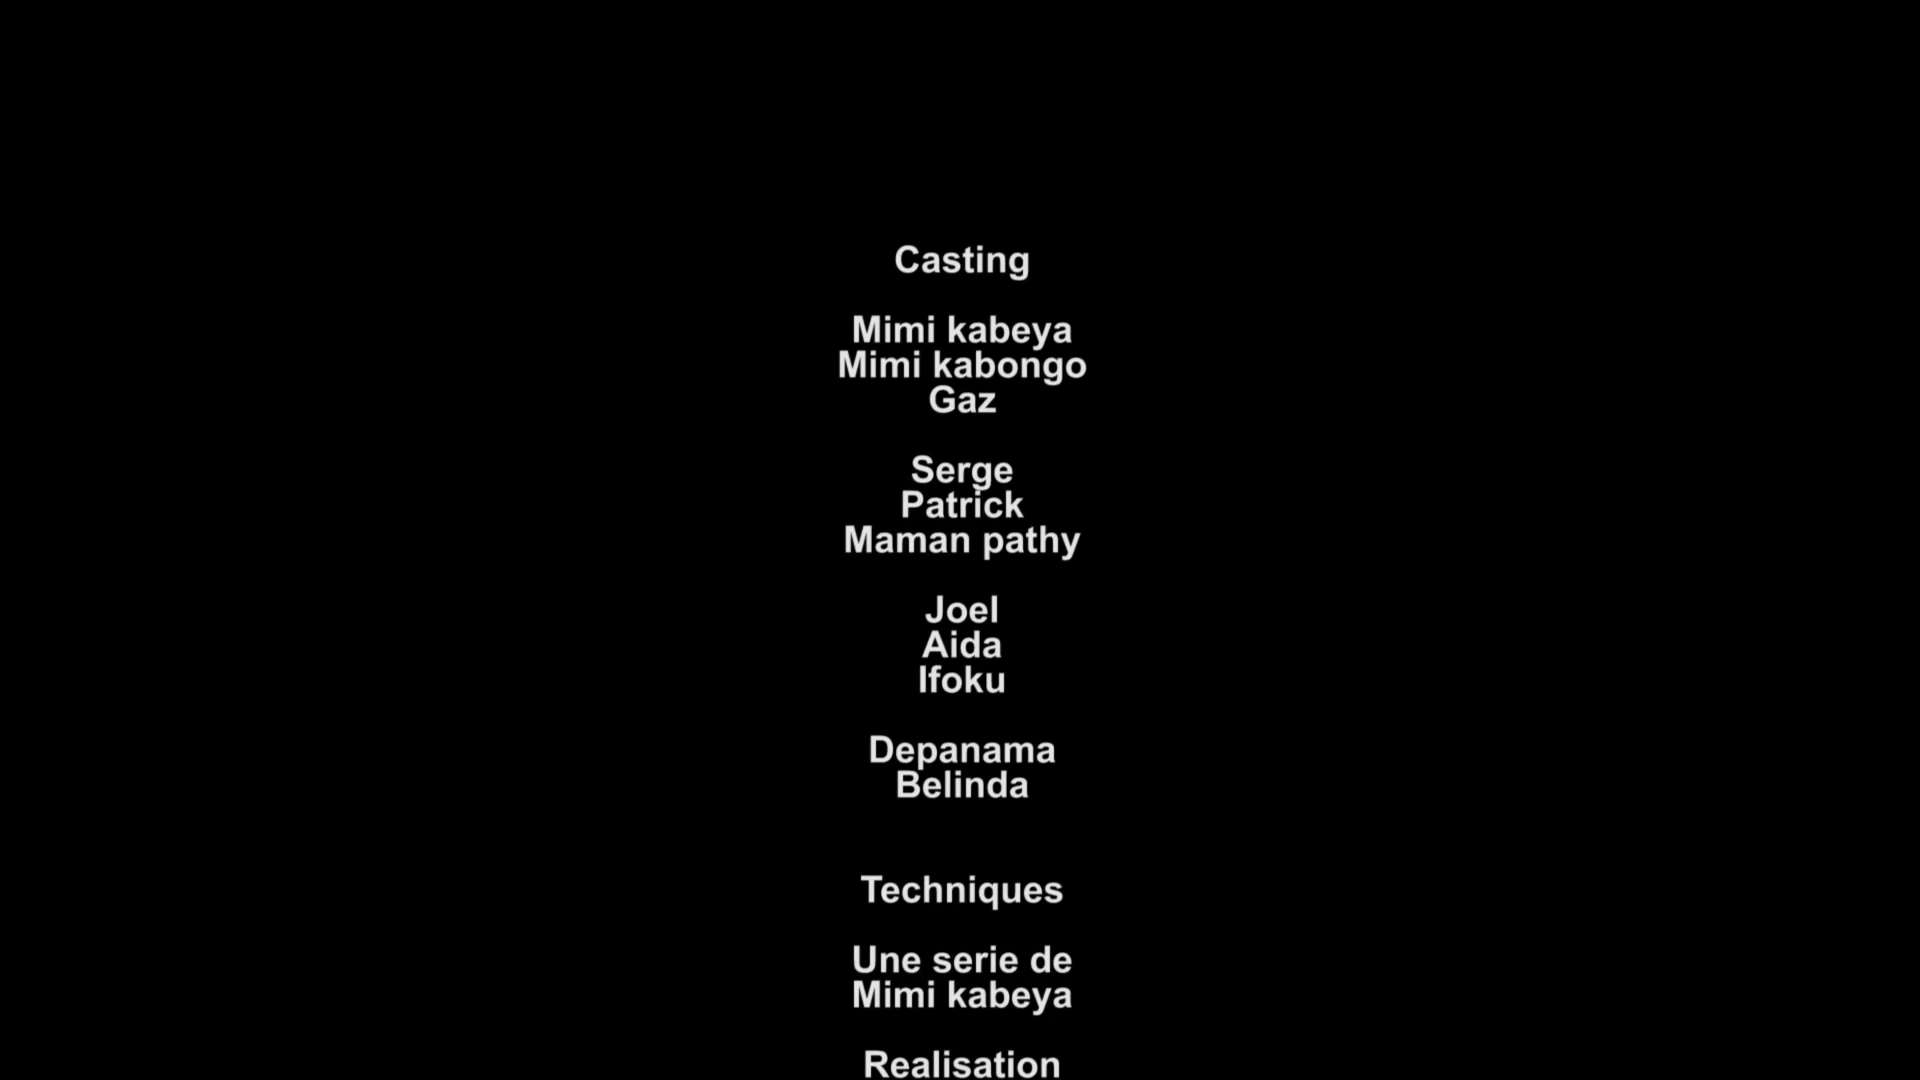 Casting
Mimi kabeya
Mimi kabongo
Gaz
Serge
Patrick
Maman pathy
Joel
Aida
Ifoku
Depanama
Belinda
Techniques
Une serie de
Mimi kabeya
Realisation